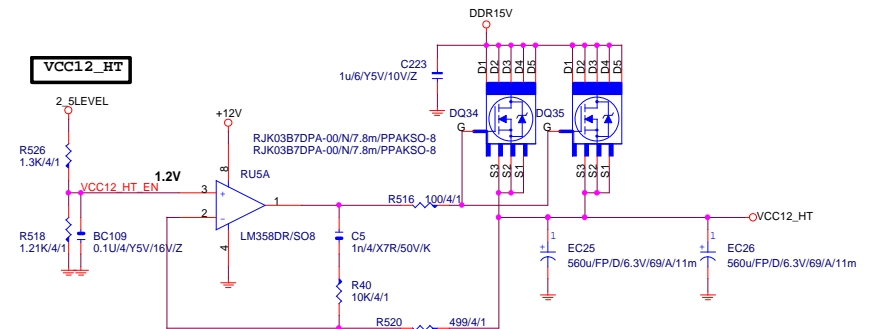 DDR15V
VCC12_HT
C223
1u/6/Y5V/10V/Z
D1
D2
D3
D4
D5
D1
D2
D3
D4
D5
2_5LEVEL
+12V
DQ34
DQ35
G
G
RJK03B7DPA-00/N/7.8m/PPAKSO-8
RJK03B7DPA-00/N/7.8m/PPAKSO-8
R526
1.3K/4/1
S3
S2
S1
S3
S2
S1
1.2V
VCC12_HT_EN
8
RU5A
3
+
1
2
-
4
LM358DR/SO8
R516
100/4/1
R518
1.21K/4/1
BC109
0.1U/4/Y5V/16V/Z
C5
1n/4/X7R/50V/K
VCC12_HT
1
+
EC25
560u/FP/D/6.3V/69/A/11m
1
+
EC26
560u/FP/D/6.3V/69/A/11m
R40
10K/4/1
R520
499/4/1